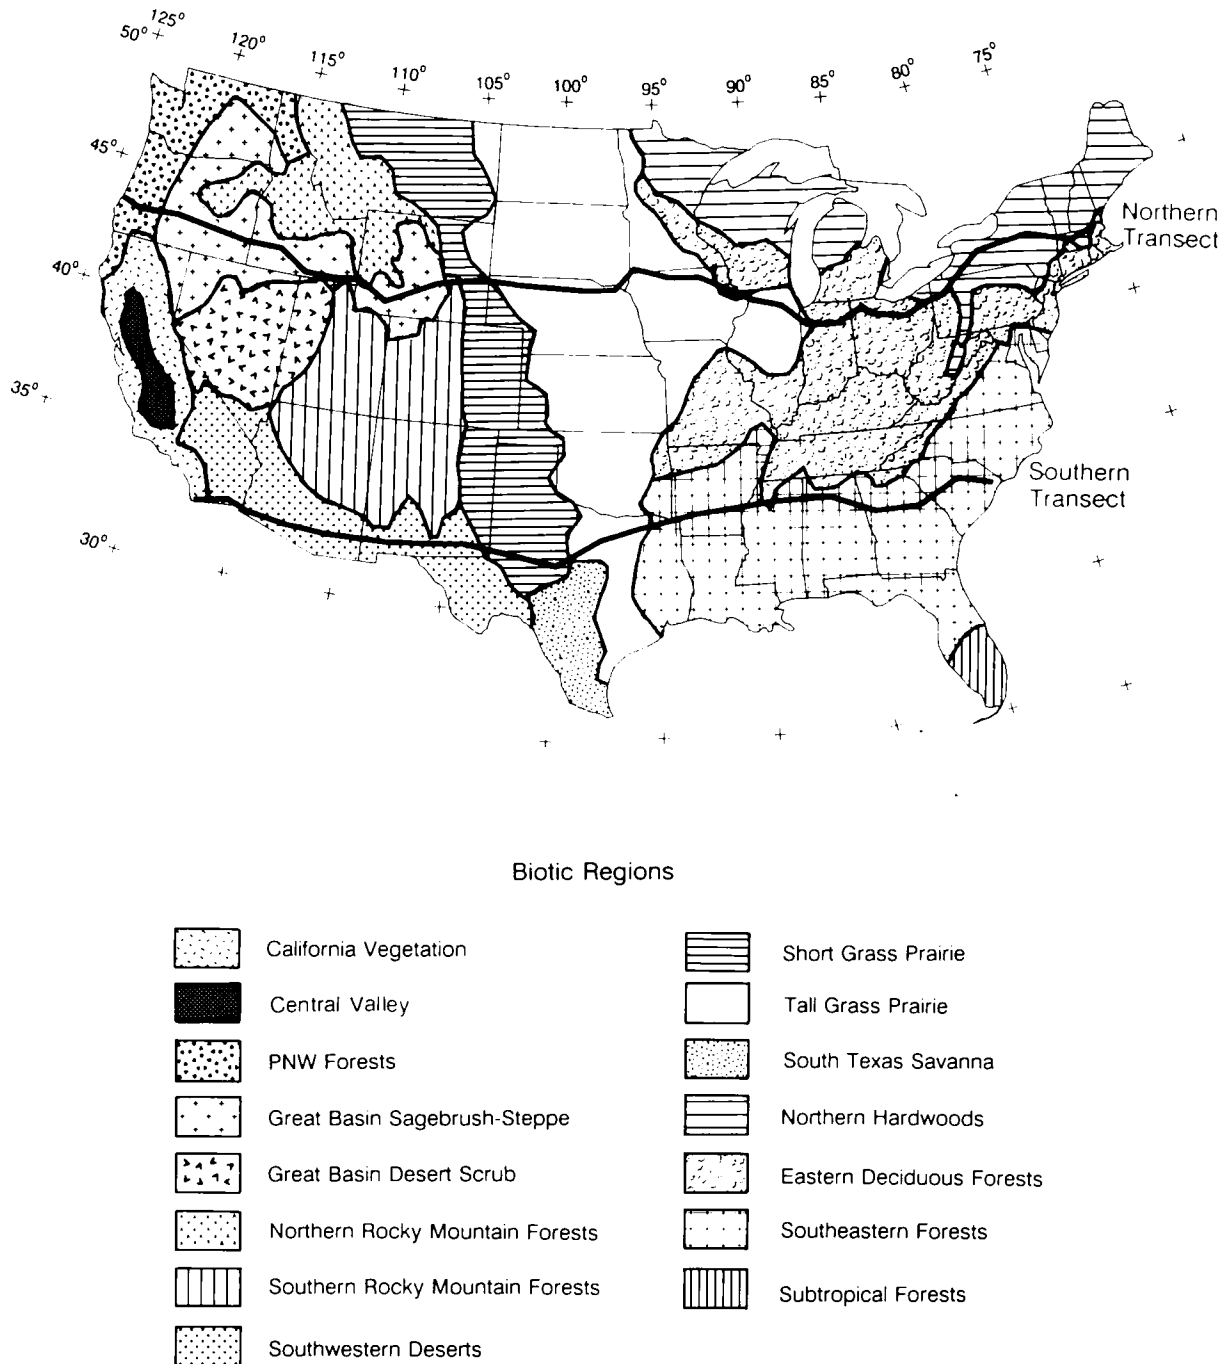 125°
50°
120°
115°
110°
105°
100°
95°
90°
85°
80°
75°
45°
40°
35°
30°
Northern
Transect
Southern
Transect
Biotic Regions
California Vegetation
Central Valley
PNW Forests
Great Basin Sagebrush-Steppe
Great Basin Desert Scrub
Northern Rocky Mountain Forests
Southern Rocky Mountain Forests
Southwestern Deserts
Short Grass Prairie
Tall Grass Prairie
South Texas Savanna
Northern Hardwoods
Eastern Deciduous Forests
Southeastern Forests
Subtropical Forests